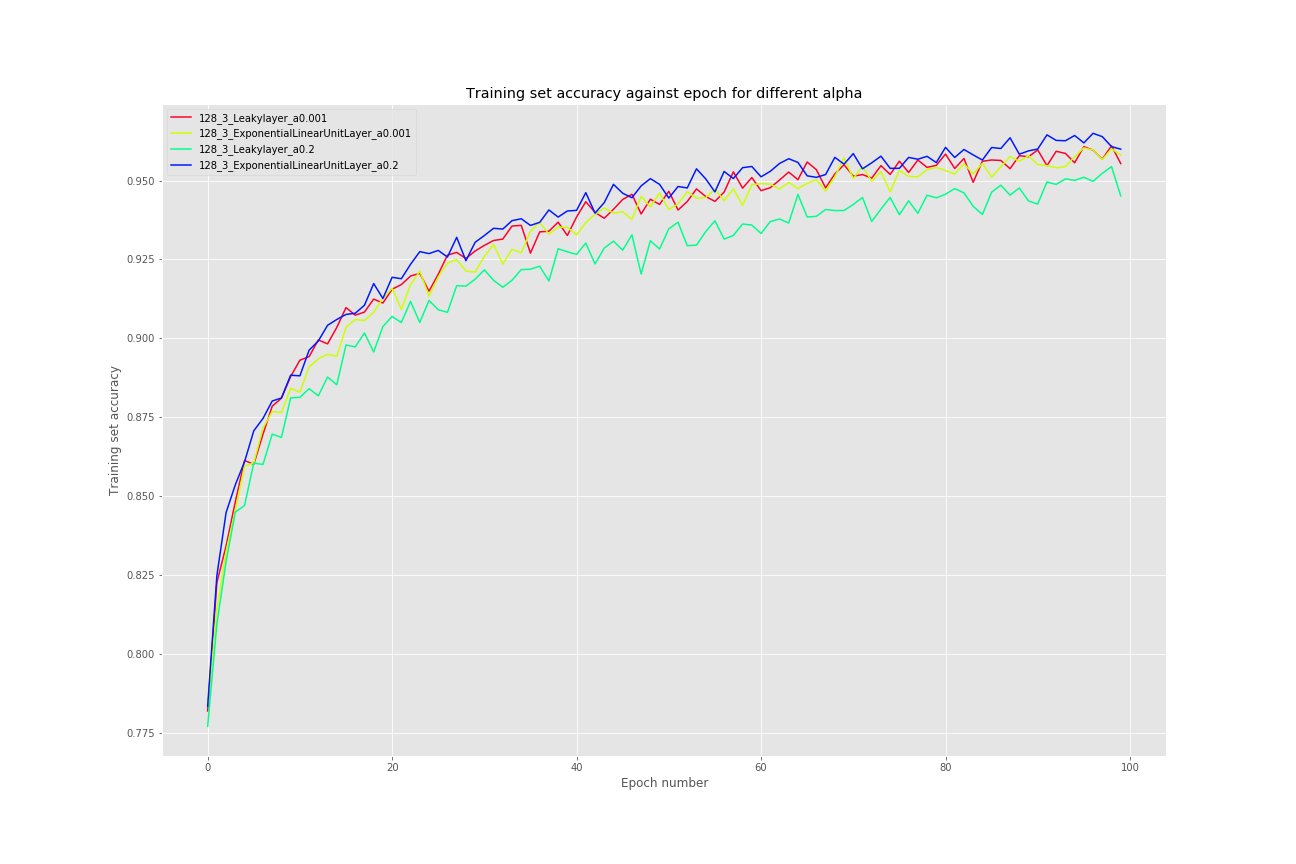 Training set accuracy against epoch for different alpha
128_3_Leakylayer_a0.001
128_3_ExponentialLinearUnitLayer_a0.001
128_3_Leakylayer_a0.2
128_3_ExponentialLinearUnitLayer_a0.2
0.950
0.925
0.900
0.875
0.850
0.825
0.800
0.775
Training set accuracy
0 20 40 60 80 100
Epoch number